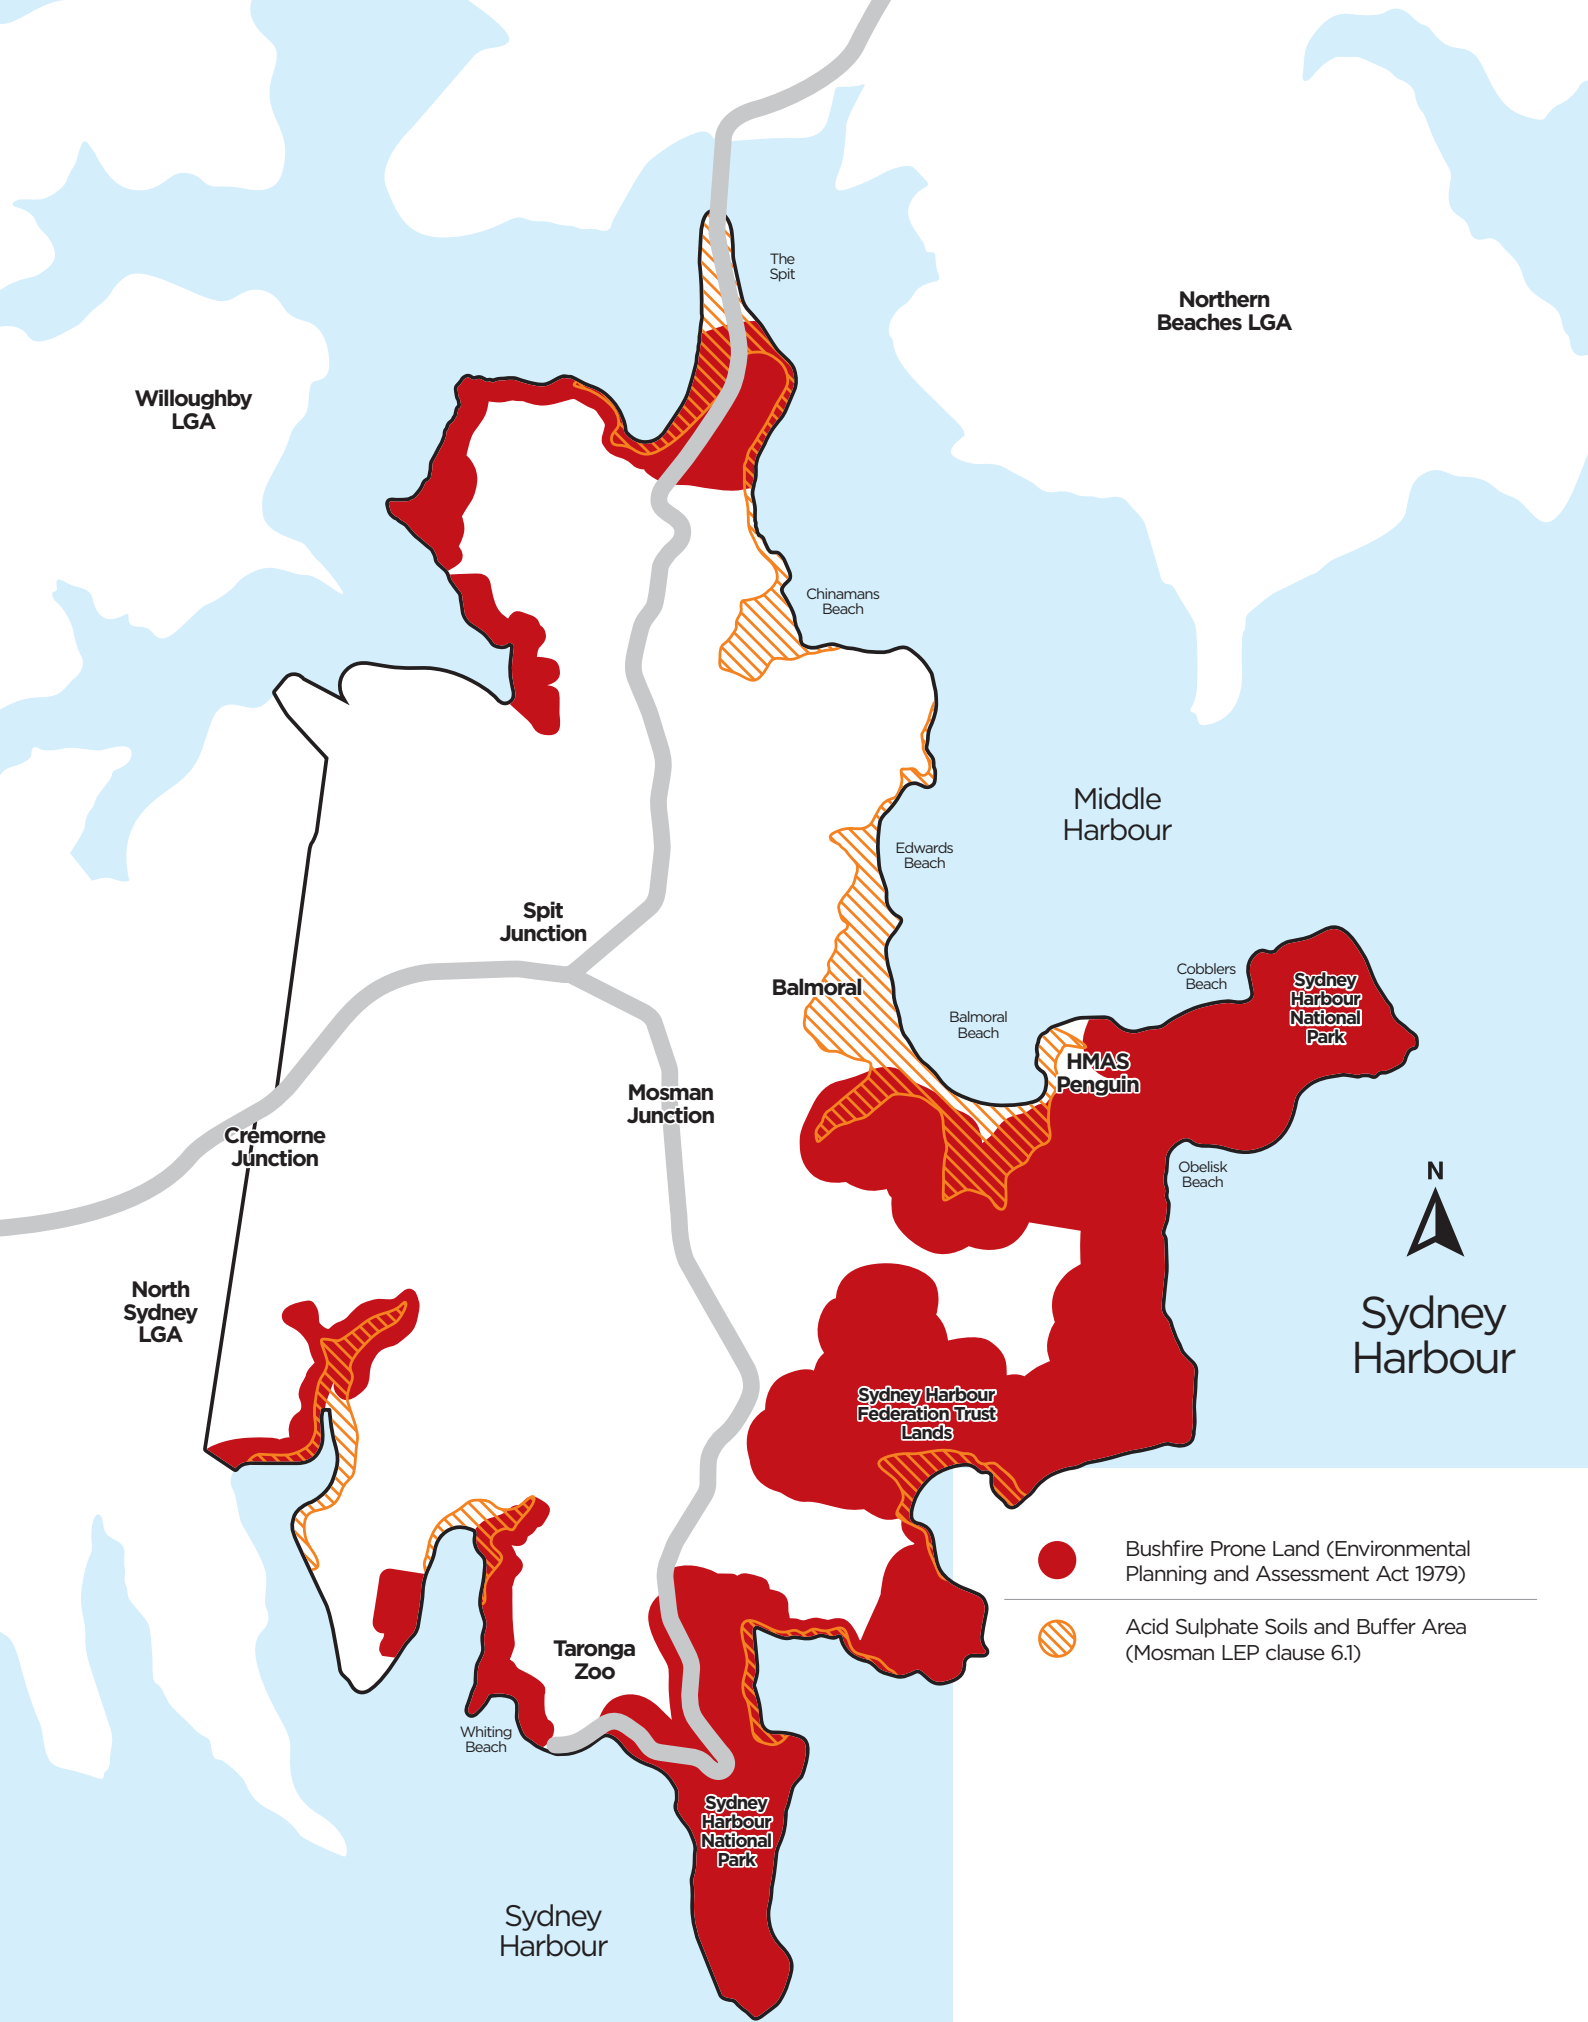 The
Spit
Northern
Beaches LGA
Willoughby
LGA
Chinamans
Beach
Middle
Harbour
Edwards
Beach
Spit
Junction
Cobblers
Beach
Sydney
Harbour
National
Park
Balmoral
Balmoral
Beach
HMAS
Penguin
Mosman
Junction
Cremorne
Junction
Obelisk
Beach
N
North
Sydney
LGA
Sydney
Harbour
Sydney Harbour
Federation Trust
Lands
Bushfire Prone Land (Environmental
Planning and Assessment Act 1979)
Acid Sulphate Soils and Buffer Area
(Mosman LEP clause 6.1)
Taronga
Zoo
Whiting
Beach
Sydney
Harbour
National
Park
Sydney
Harbour